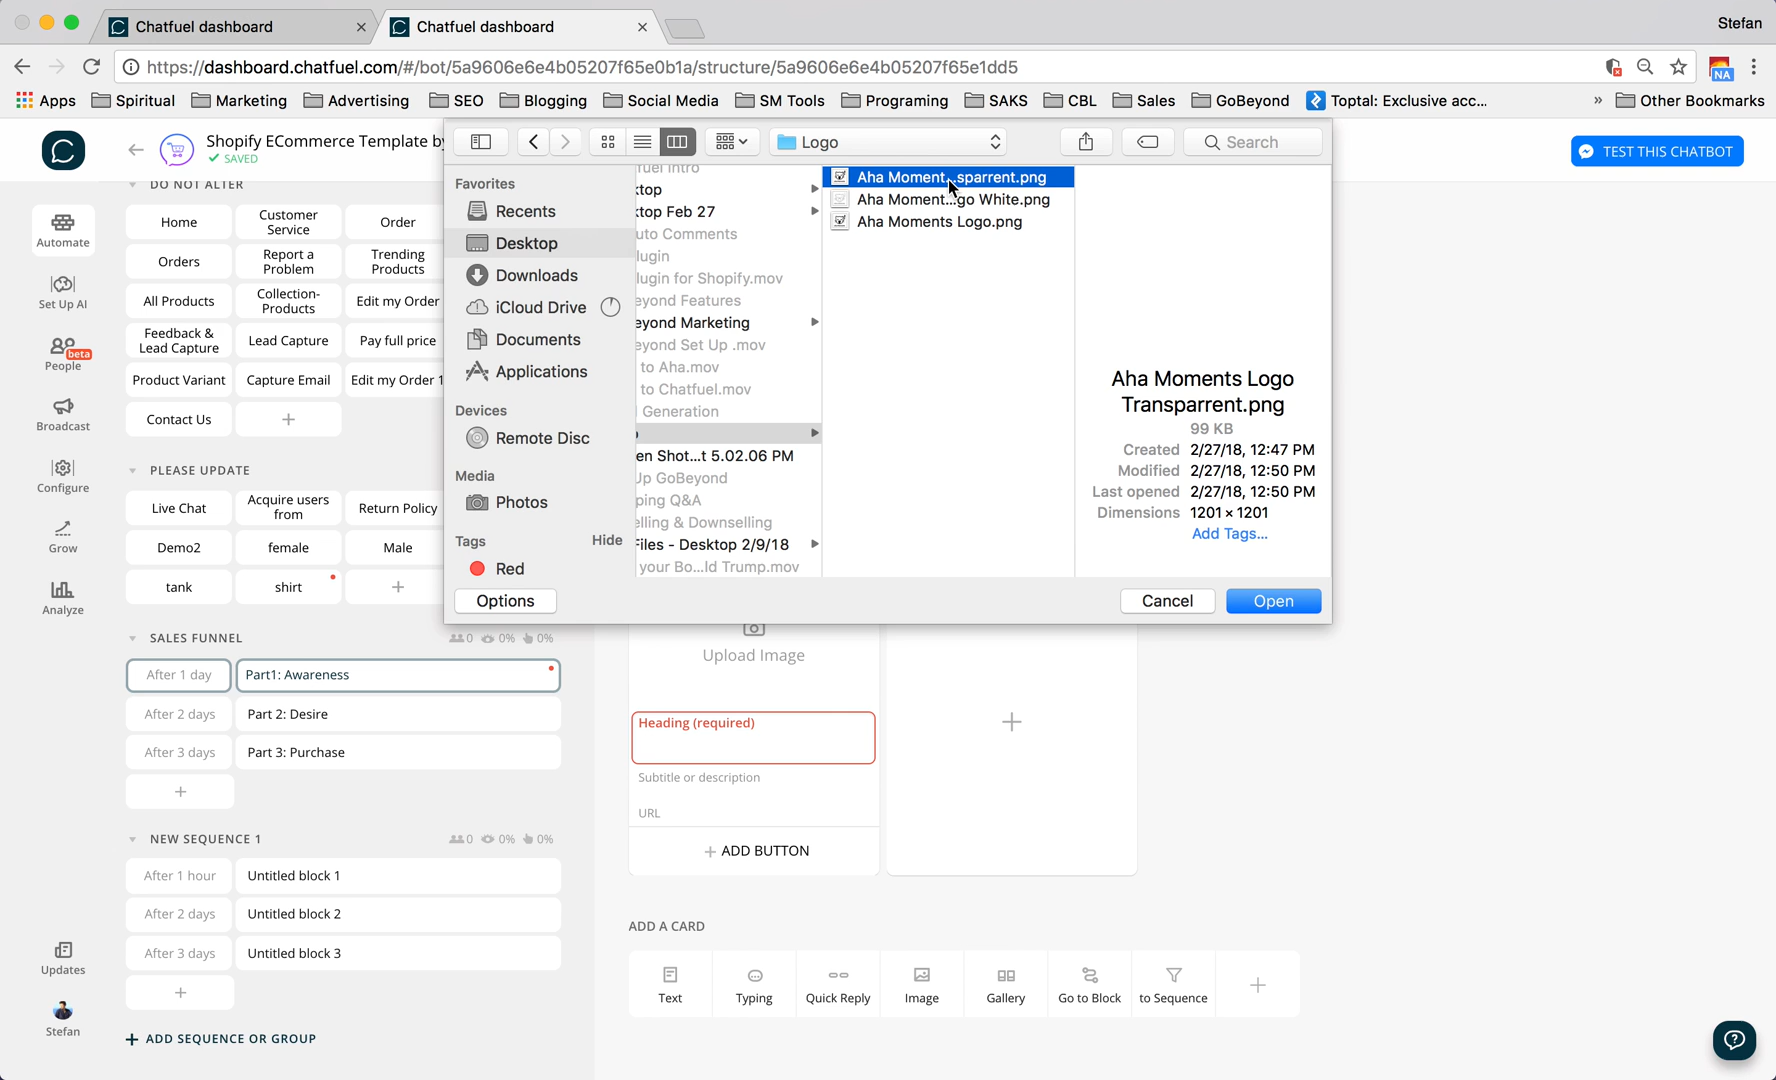 Chatfuel dashboard
Chatfuel dashboard
Stefan
https://dashboard.chatfuel.com/#/bot/5a9606e6e4b05207f65e0b1a/structure/5a9606e6e4b05207f65e1dd5
NA
Apps
Spiritual
Marketing
Advertising
SEO
Blogging
Social Media
SM Tools
Programing
SAKS
CBL
Sales
GoBeyond
Toptal: Exclusive acc...
»
Other Bookmarks
Shopify ECommerce Template by
SAVED
TEST THIS CHATBOT
Automate
Set Up AI
beta
People
Broadcast
Configure
Grow
Analyze
Updates
Stefan
DO NOT ALTER
Home
Customer
Service
Order
Orders
Report a
Problem
Trending
Products
All Products
Collection-
Products
Edit my Order
Feedback &
Lead Capture
Lead Capture
Pay full price
Product Variant
Capture Email
Edit my Order 1
Contact Us
+
PLEASE UPDATE
Live Chat
Acquire users
from
Return Policy
Demo2
female
Male
tank
shirt
+
SALES FUNNEL
0
0%
0%
After 1 day
Part1: Awareness
After 2 days
Part 2: Desire
After 3 days
Part 3: Purchase
+
NEW SEQUENCE 1
0
0%
0%
After 1 hour
Untitled block 1
After 2 days
Untitled block 2
After 3 days
Untitled block 3
+
+ ADD SEQUENCE OR GROUP
Logo
Search
Favorites
Recents
Desktop
Downloads
iCloud Drive
Documents
Applications
Devices
Remote Disc
Media
Photos
Tags
Hide
Red
fuel Intro
top
top Feb 27
uto Comments
lugin
lugin for Shopify.mov
eyond Features
eyond Marketing
eyond Set Up .mov
to Aha.mov
to Chatfuel.mov
Generation
en Shot...t 5.02.06 PM
Up GoBeyond
ping Q&A
elling & Downselling
Files - Desktop 2/9/18
your Bo...ld Trump.mov
Aha Moment...sparrent.png
Aha Moment...go White.png
Aha Moments Logo.png
Aha Moments Logo
Transparrent.png
99 KB
Created 2/27/18, 12:47 PM
Modified 2/27/18, 12:50 PM
Last opened 2/27/18, 12:50 PM
Dimensions 1201 × 1201
Add Tags...
Options
Cancel
Open
Upload Image
Heading (required)
Subtitle or description
URL
+ ADD BUTTON
+
ADD A CARD
Text
Typing
Quick Reply
Image
Gallery
Go to Block
to Sequence
+